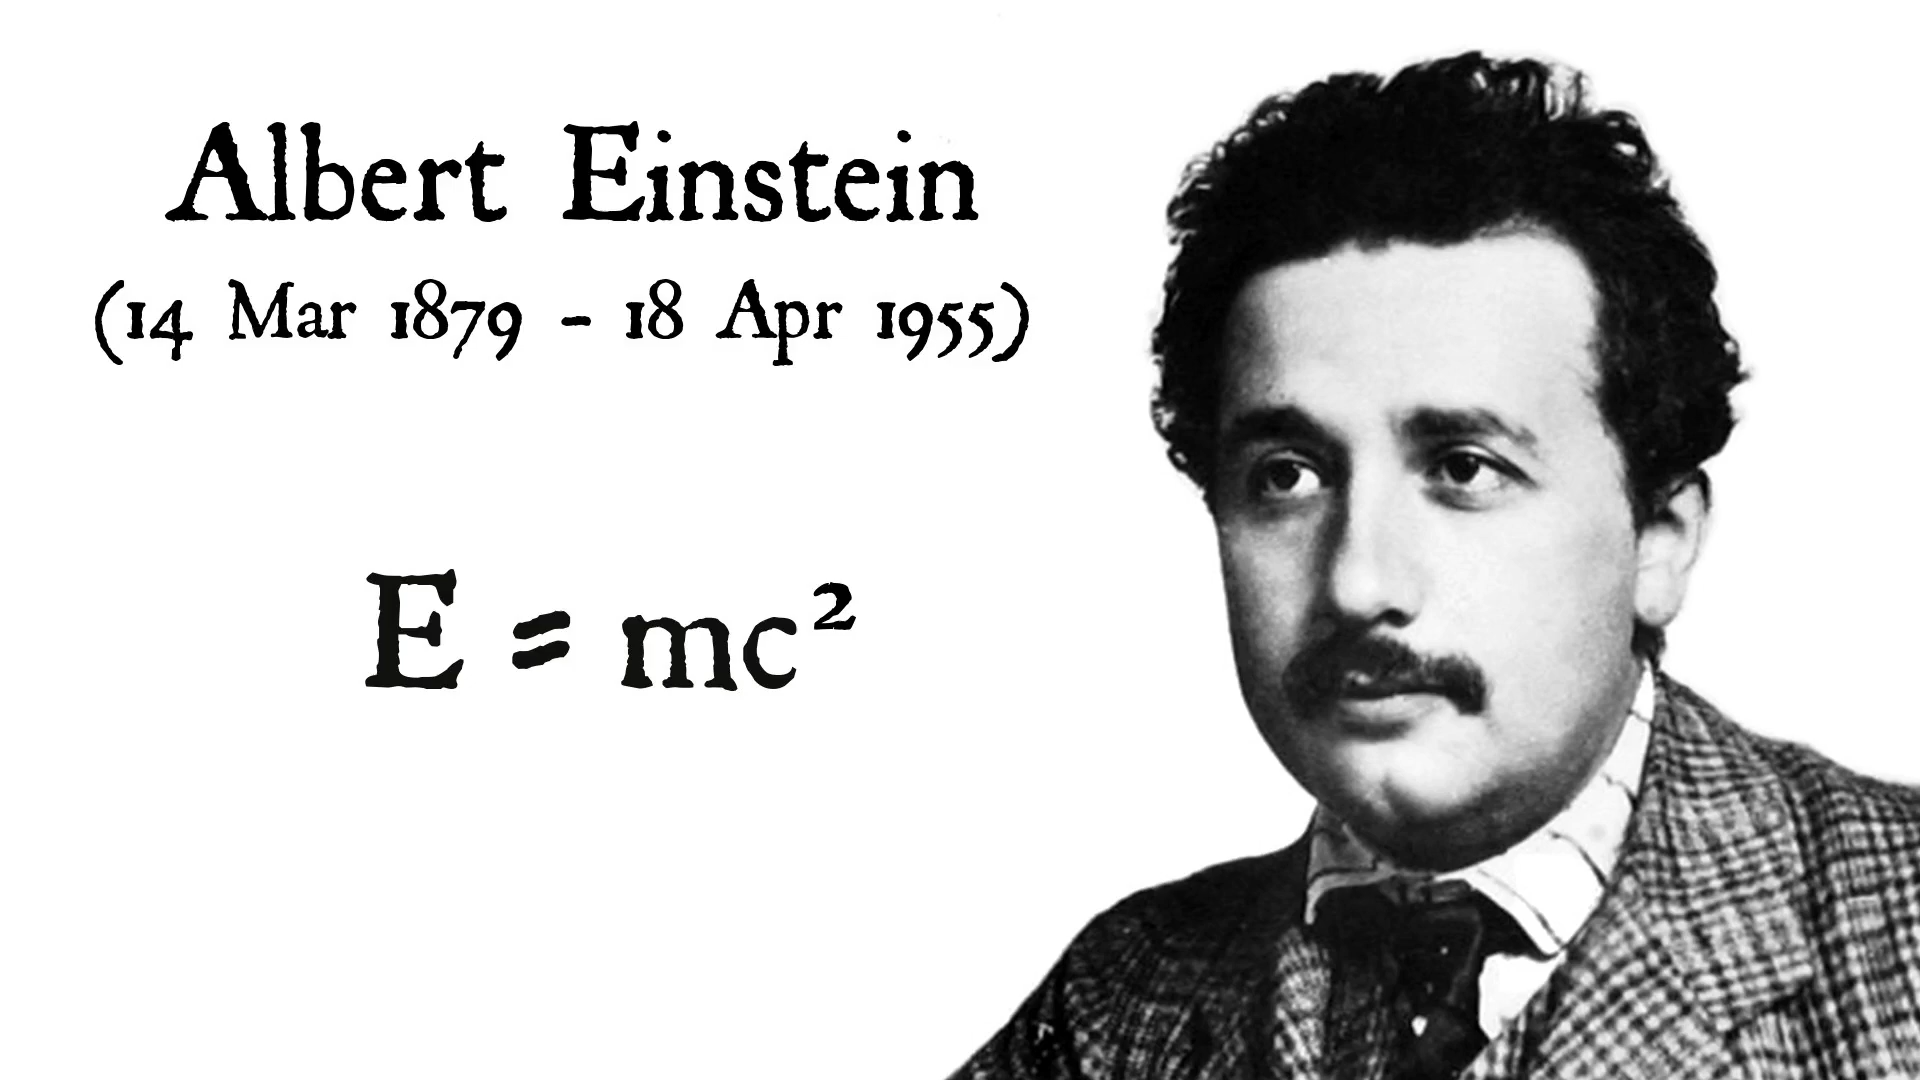 Albert Einstein
(14 Mar 1879 - 18 Apr 1955)
E = mc²